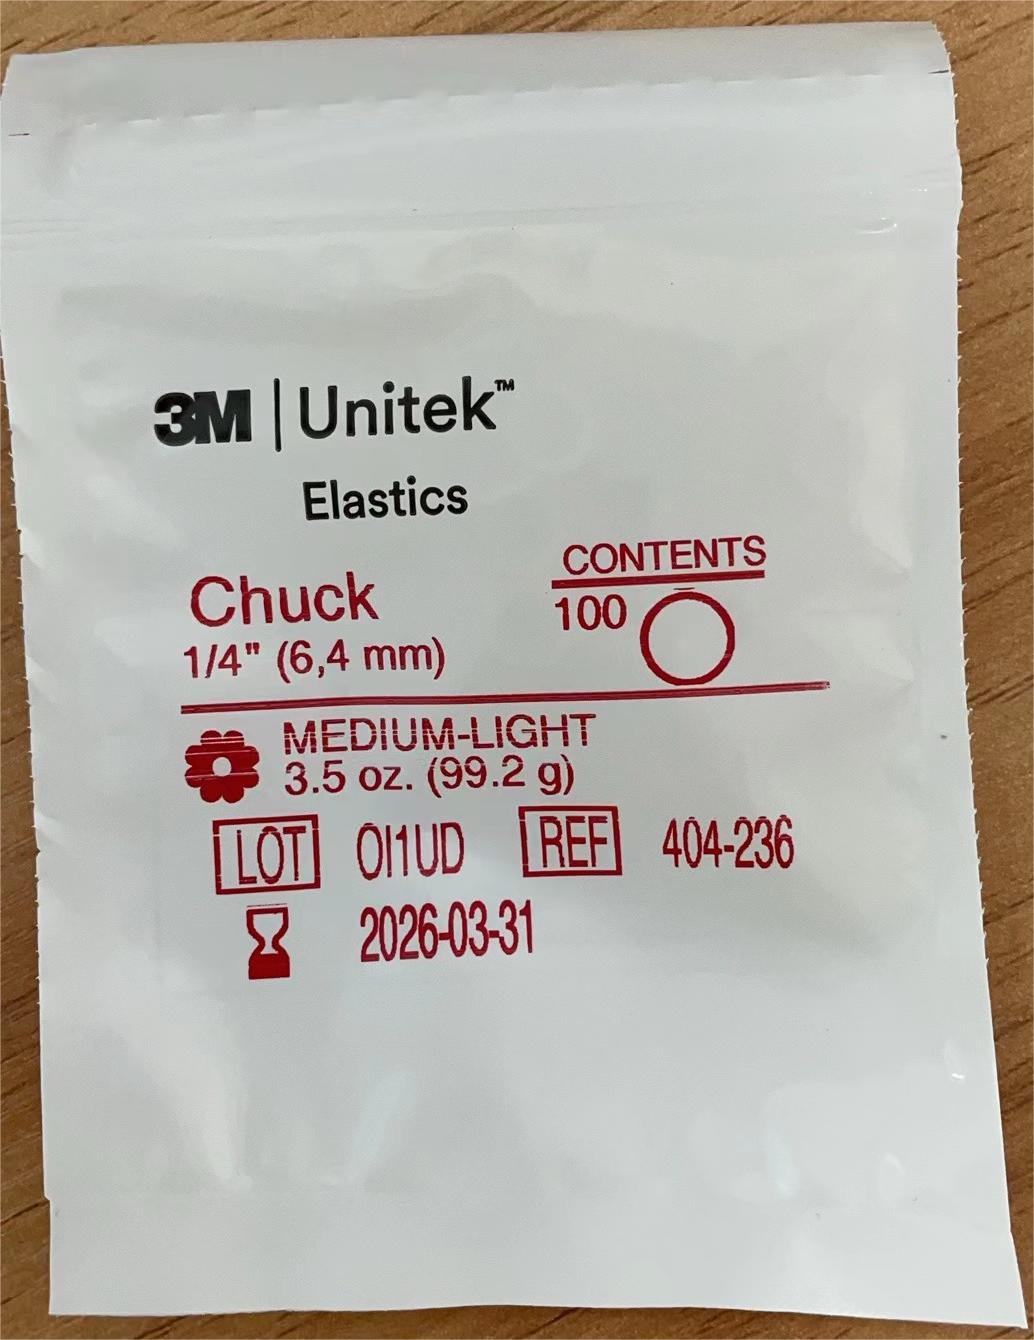 3M | Unitek™
Elastics
CONTENTS
100
Chuck
1/4" (6,4 mm)
MEDIUM-LIGHT
3.5 oz. (99.2 g)
LOT OI1UD REF 404-236
2026-03-31